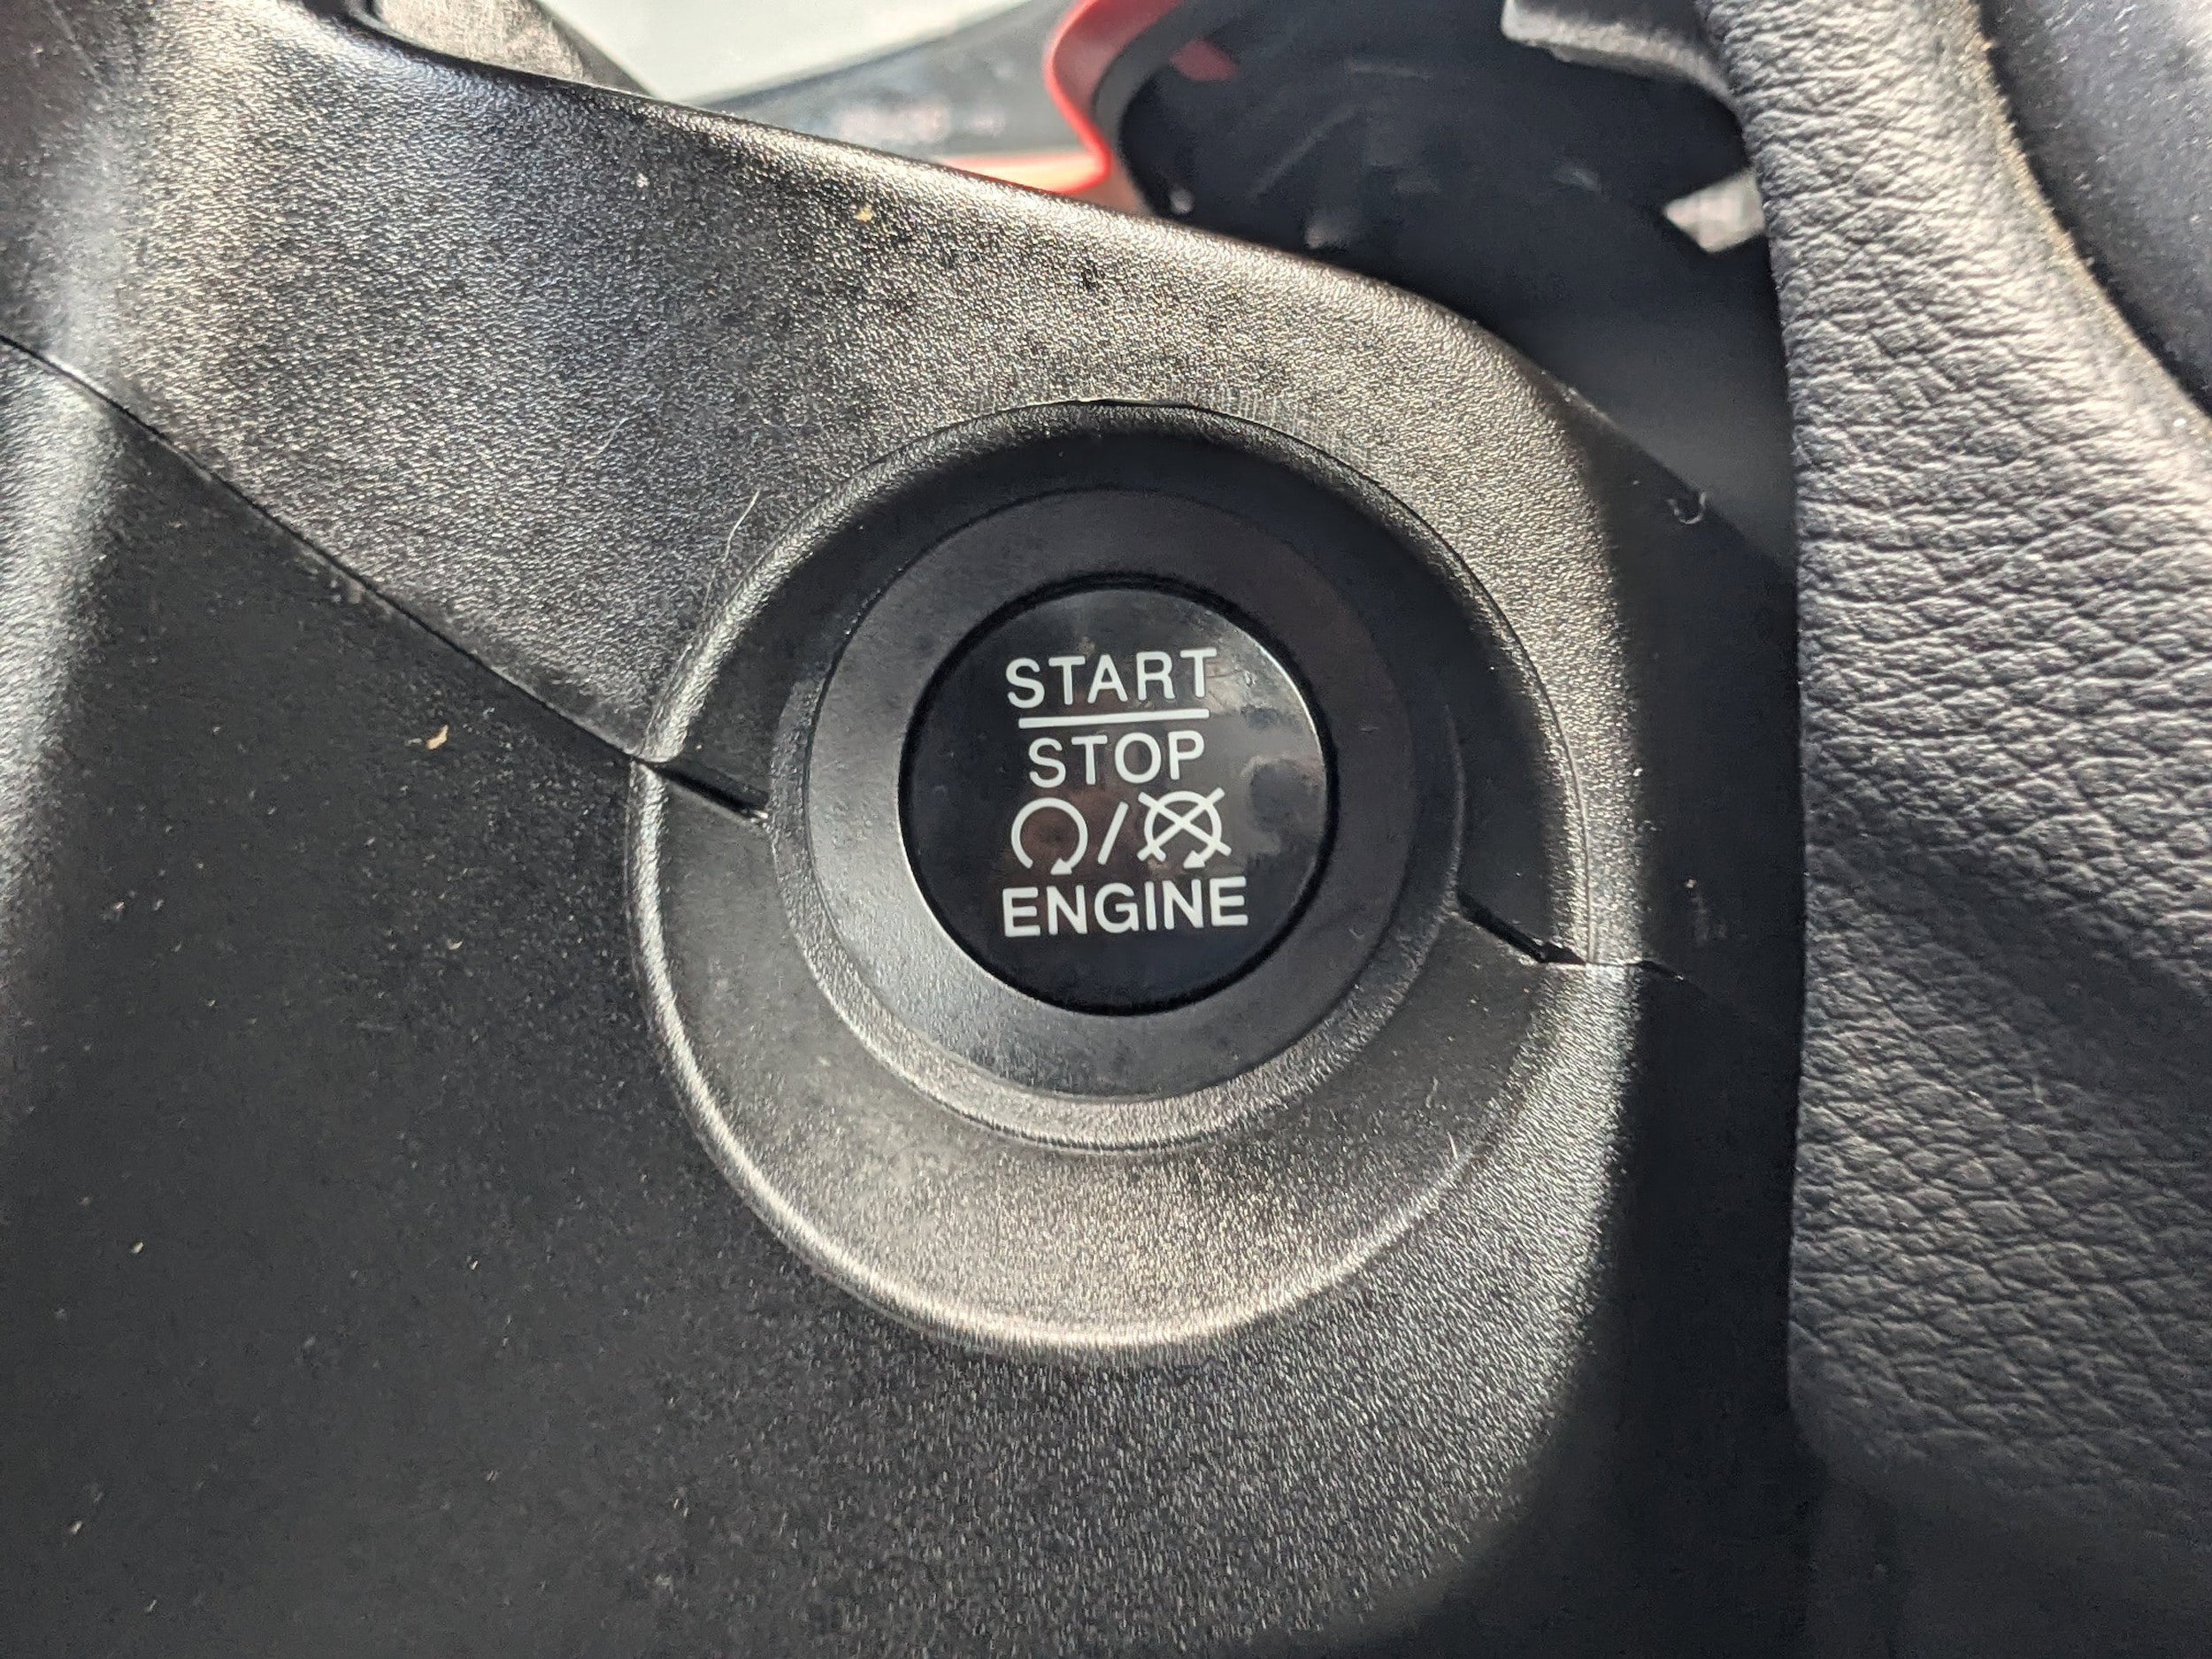 START
STOP
/
ENGINE